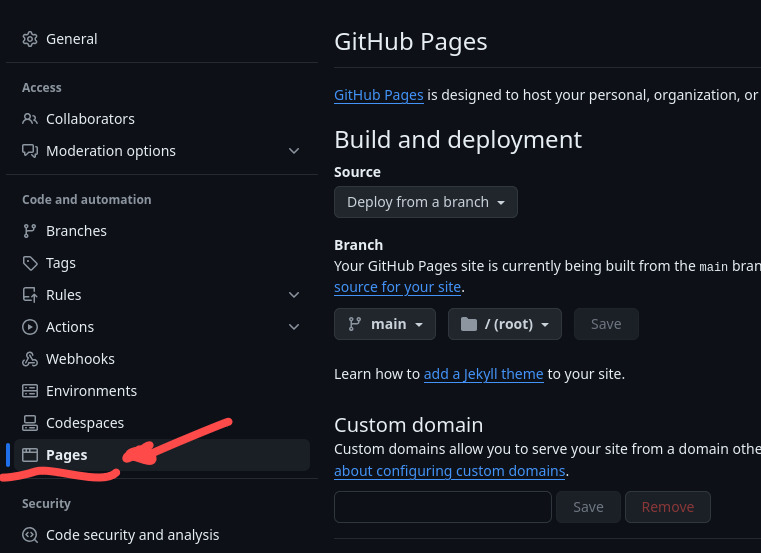 General
Access
Collaborators
Moderation options
Code and automation
Branches
Tags
Rules
Actions
Webhooks
Environments
Codespaces
Pages
Security
Code security and analysis
GitHub Pages
GitHub Pages is designed to host your personal, organization, or
Build and deployment
Source
Deploy from a branch
Branch
Your GitHub Pages site is currently being built from the main bran
source for your site.
main / (root) Save
Learn how to add a Jekyll theme to your site.
Custom domain
Custom domains allow you to serve your site from a domain othe
about configuring custom domains.
Save Remove